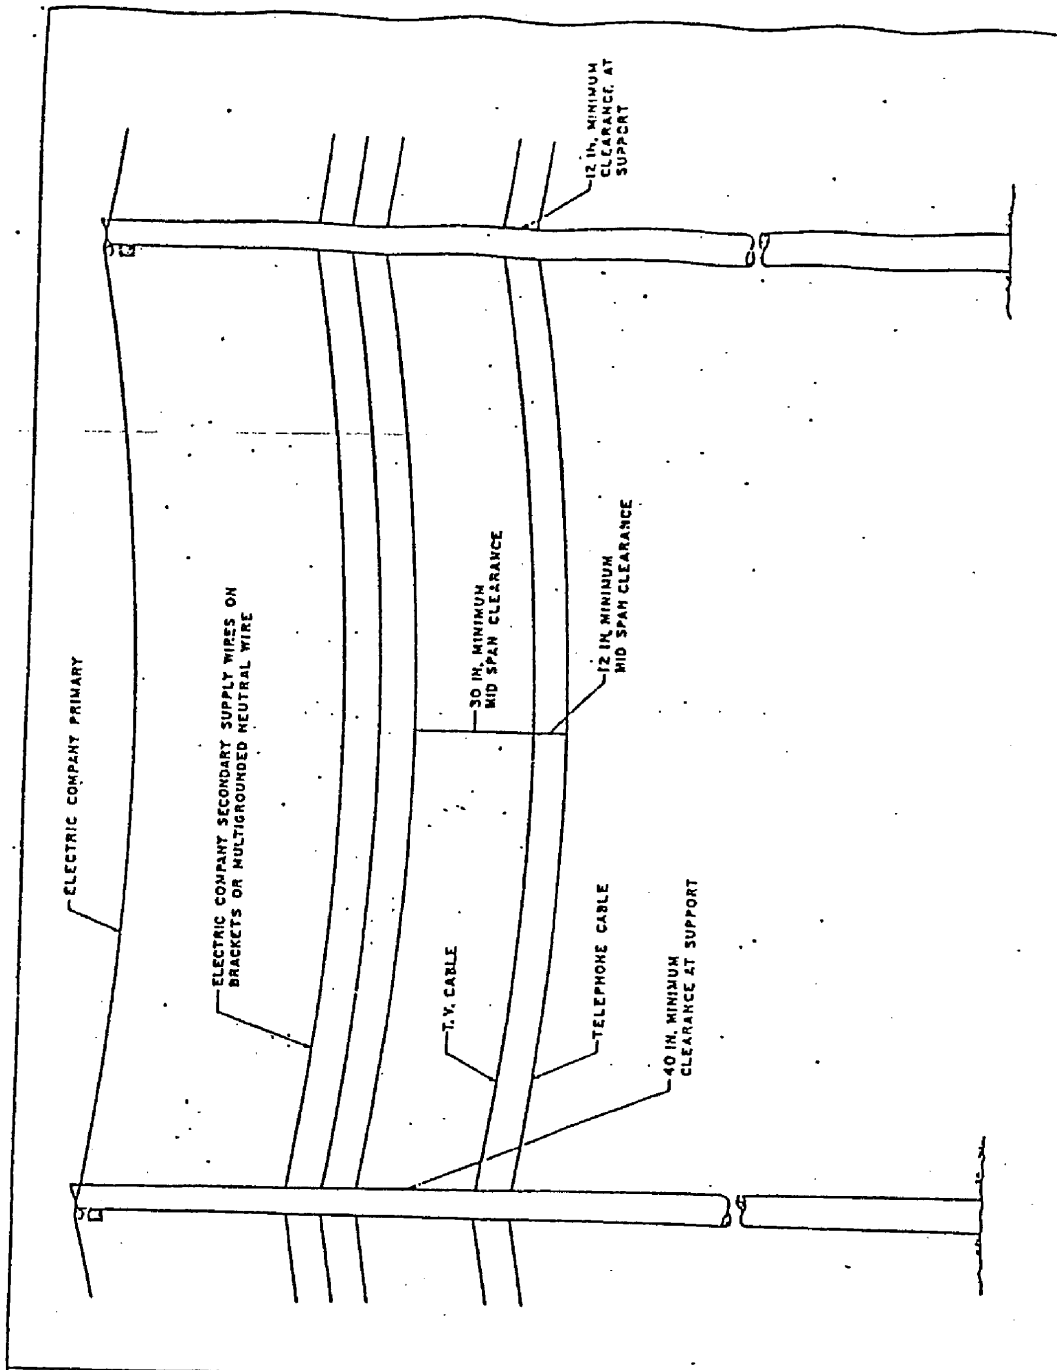 ELECTRIC COMPANY PRIMARY
ELECTRIC COMPANY SECONDARY SUPPLY WIRES ON
BRACKETS OR MULTIGROUNDED NEUTRAL WIRE
T.V. CABLE
30 IN. MINIMUM
MID SPAN CLEARANCE
12 IN. MINIMUM
CLEARANCE AT
SUPPORT
TELEPHONE CABLE
12 IN. MINIMUM
MID SPAN CLEARANCE
40 IN. MINIMUM
CLEARANCE AT SUPPORT